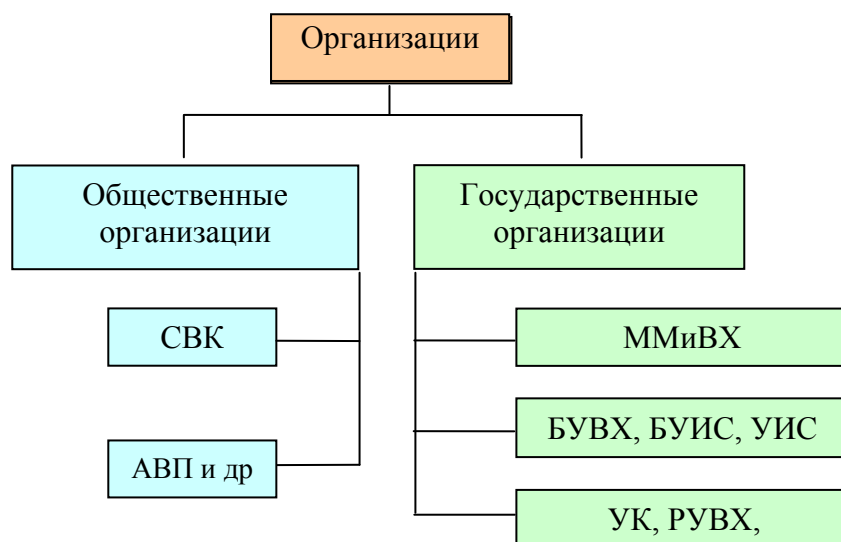 Организации
Общественные
организации
Государственные
организации
СВК
ММиВХ
БУВХ, БУИС, УИС
АВП и др
УК, РУВХ,